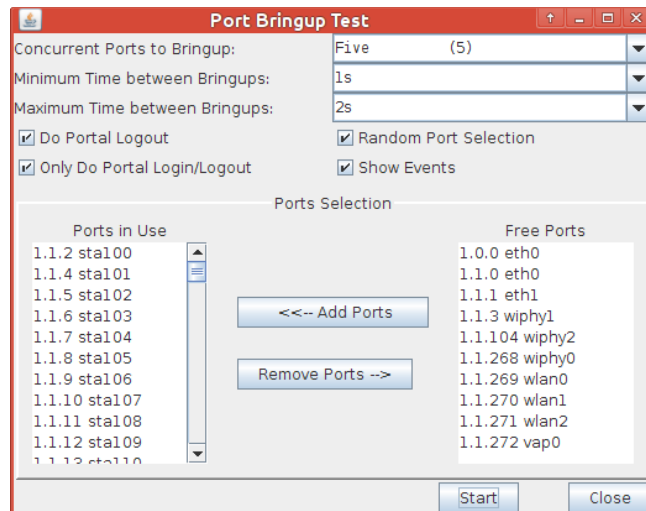 Port Bringup Test
Concurrent Ports to Bringup: Five (5)
Minimum Time between Bringups: 1s
Maximum Time between Bringups: 2s
Do Portal Logout Random Port Selection
Only Do Portal Login/Logout Show Events
Ports Selection
Ports in Use
1.1.2 sta100
1.1.4 sta101
1.1.5 sta102
1.1.6 sta103
1.1.7 sta104
1.1.8 sta105
1.1.9 sta106
1.1.10 sta107
1.1.11 sta108
1.1.12 sta109
1.1.13 sta110
<<-- Add Ports
Remove Ports -->
Free Ports
1.0.0 eth0
1.1.0 eth0
1.1.1 eth1
1.1.3 wiphy1
1.1.104 wiphy2
1.1.268 wiphy0
1.1.269 wlan0
1.1.270 wlan1
1.1.271 wlan2
1.1.272 vap0
Start Close